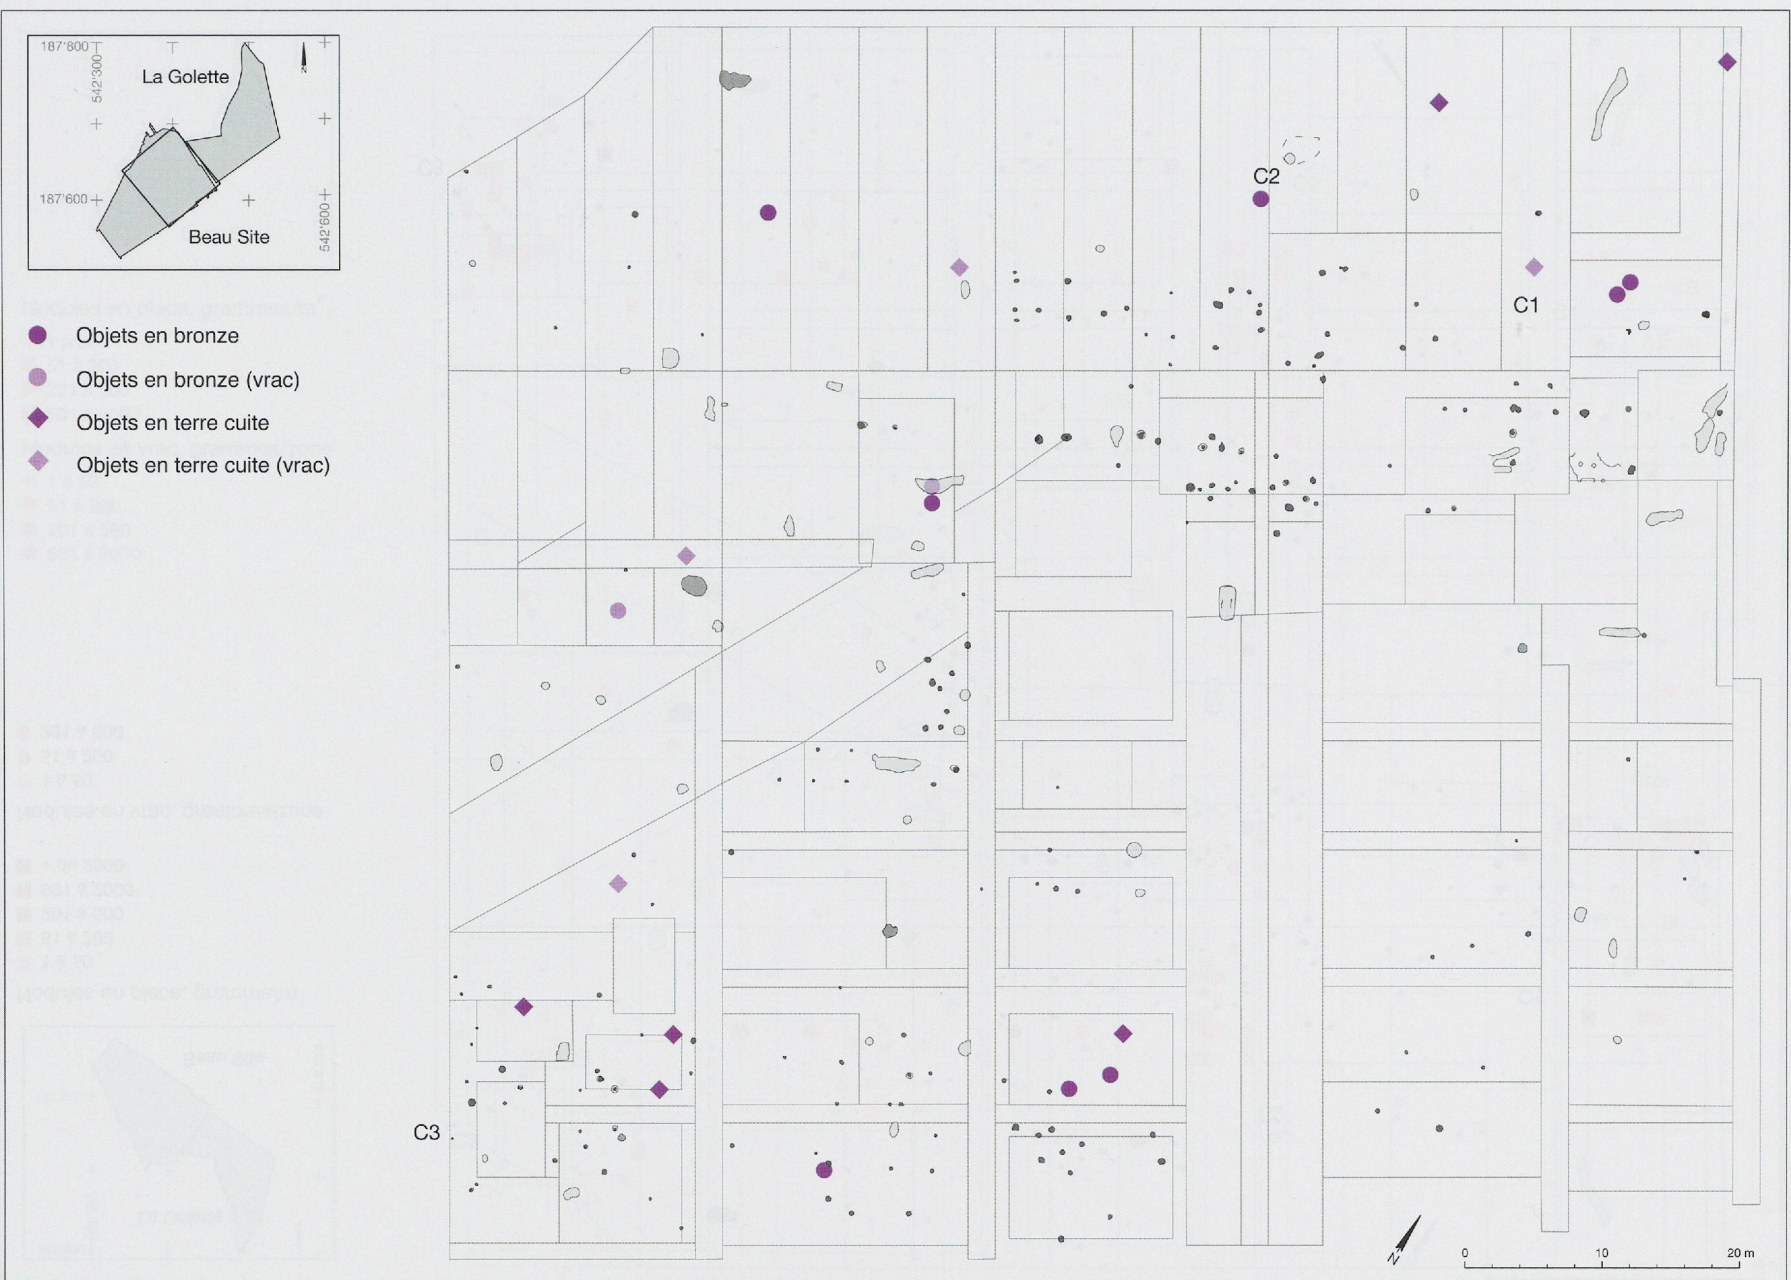 187'800
542'300
La Golette
N
187'600
542'600
Beau Site
Objets en bronze
Objets en bronze (vrac)
Objets en terre cuite
Objets en terre cuite (vrac)
C2
C1
C3
N
0 10 20 m